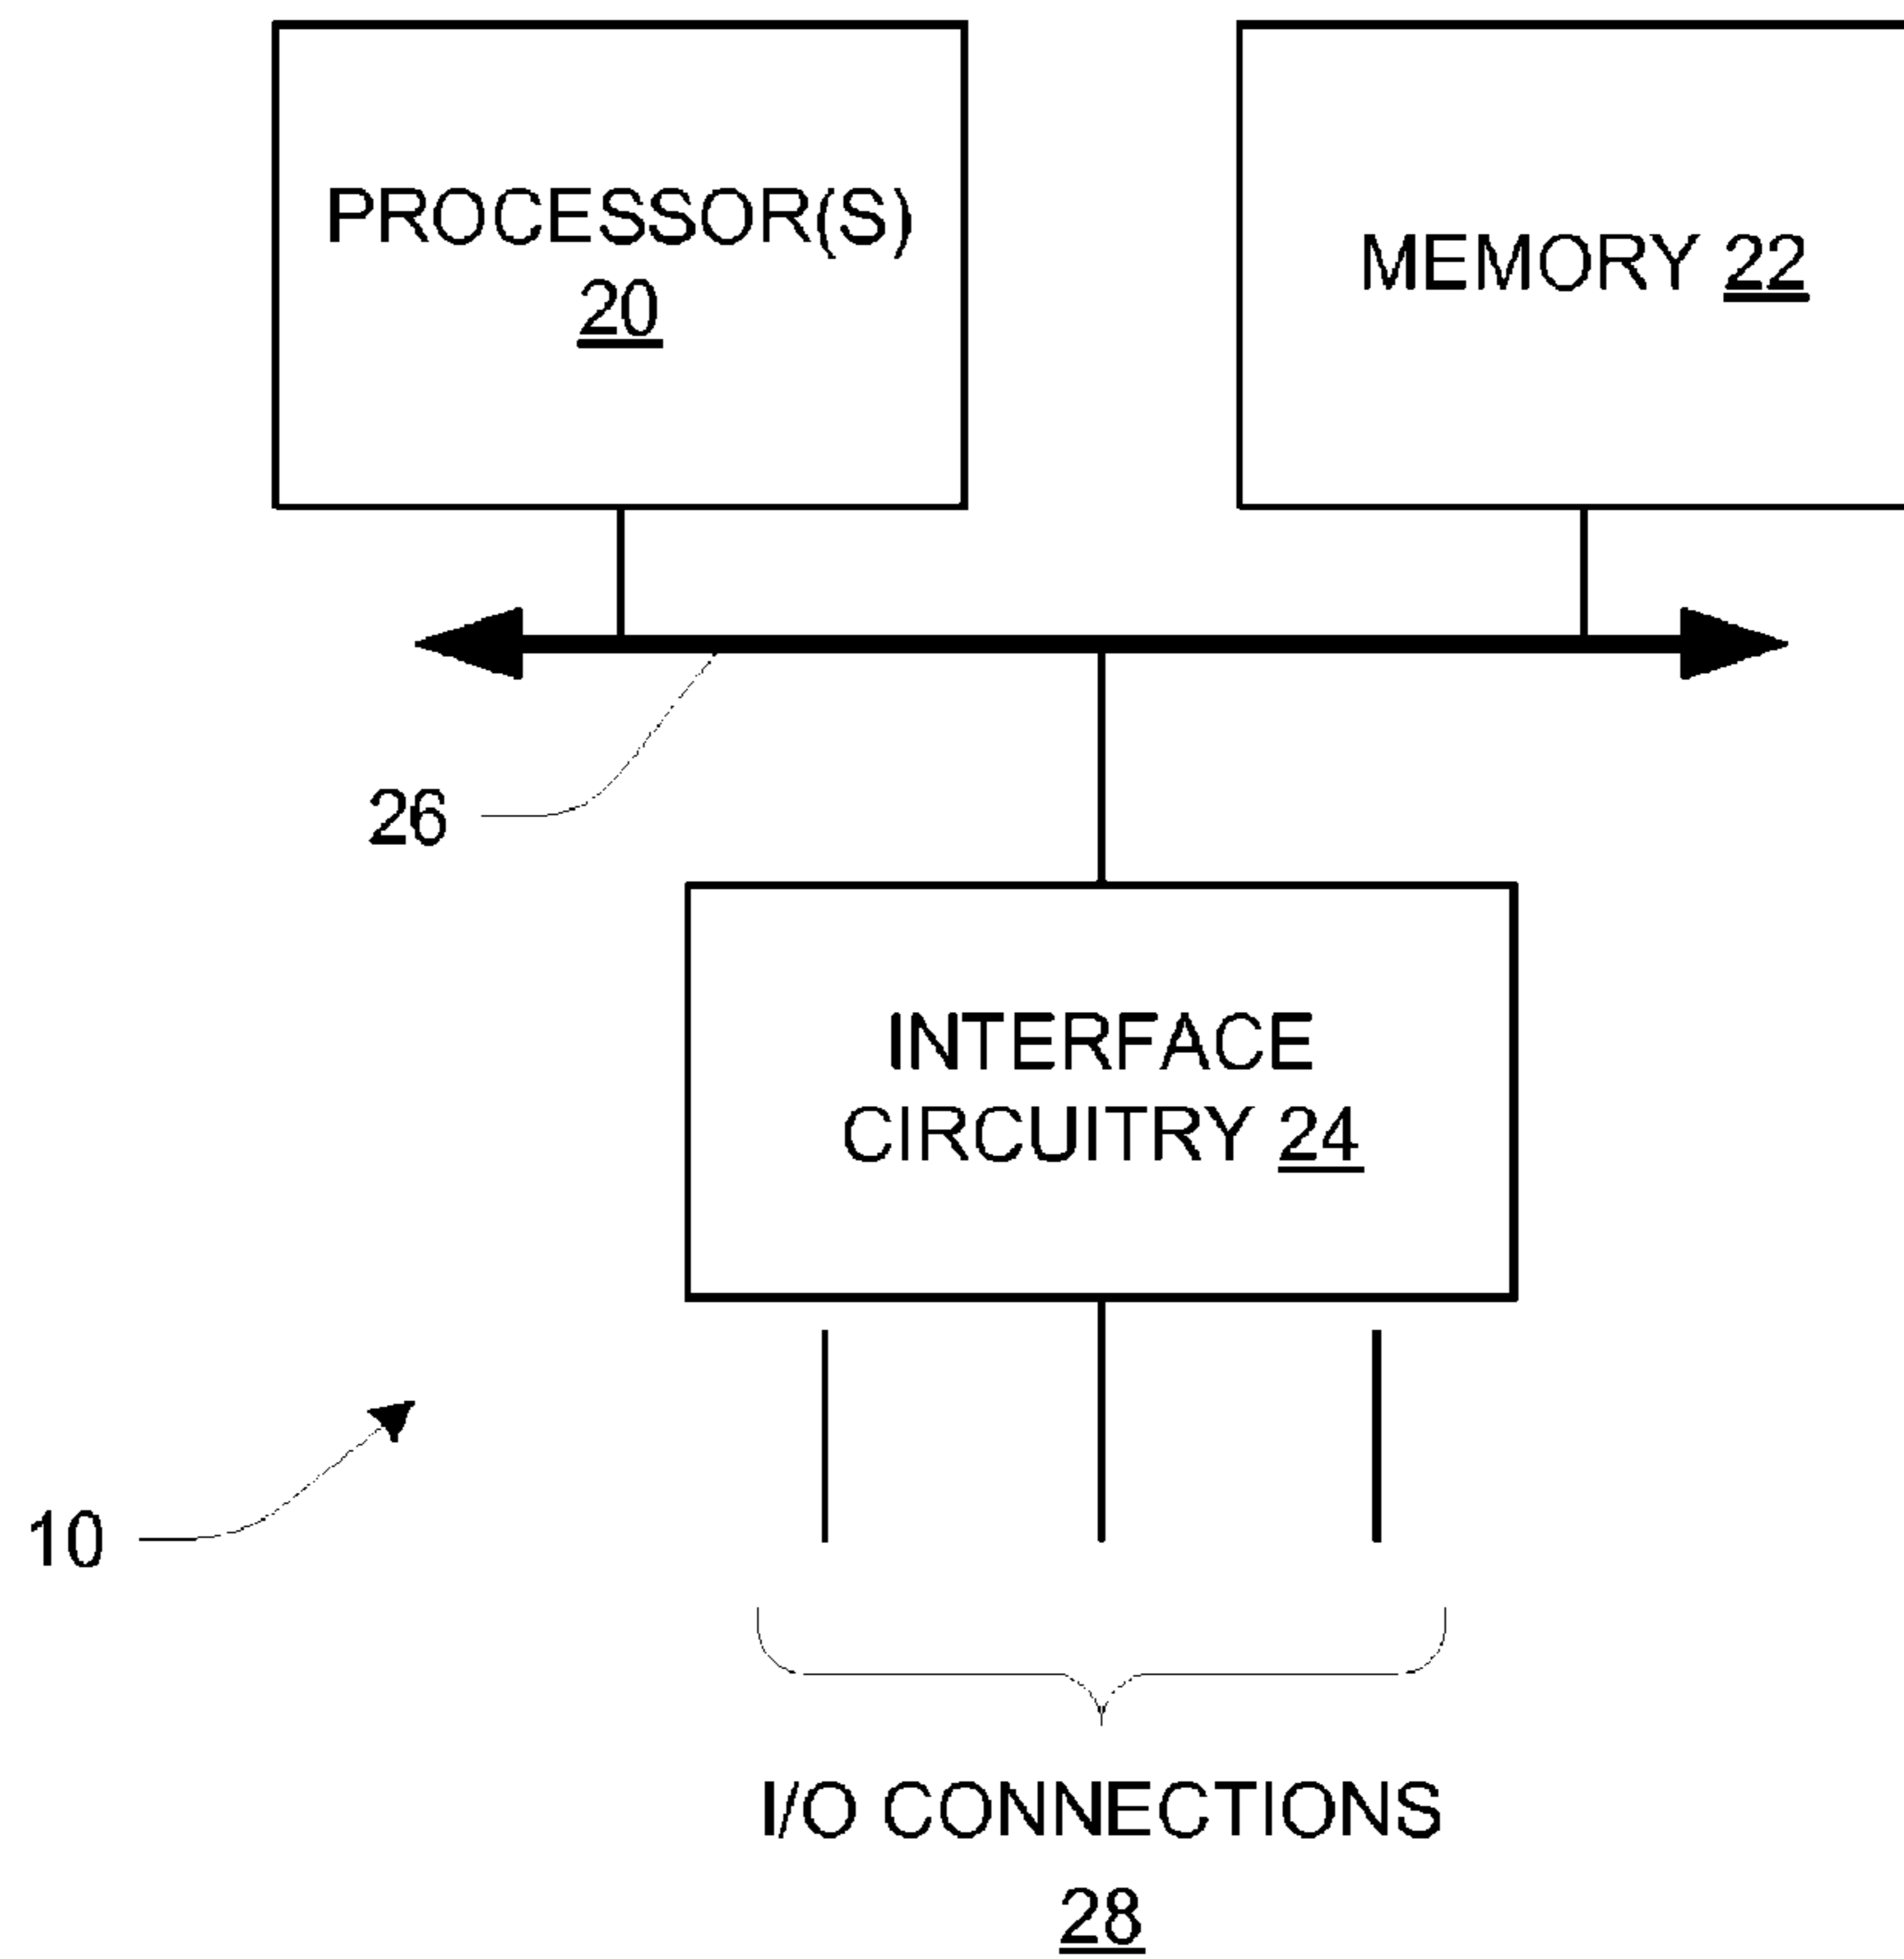 PROCESSOR(S)
20
MEMORY 22
26
INTERFACE
CIRCUITRY 24
10
I/O CONNECTIONS
28